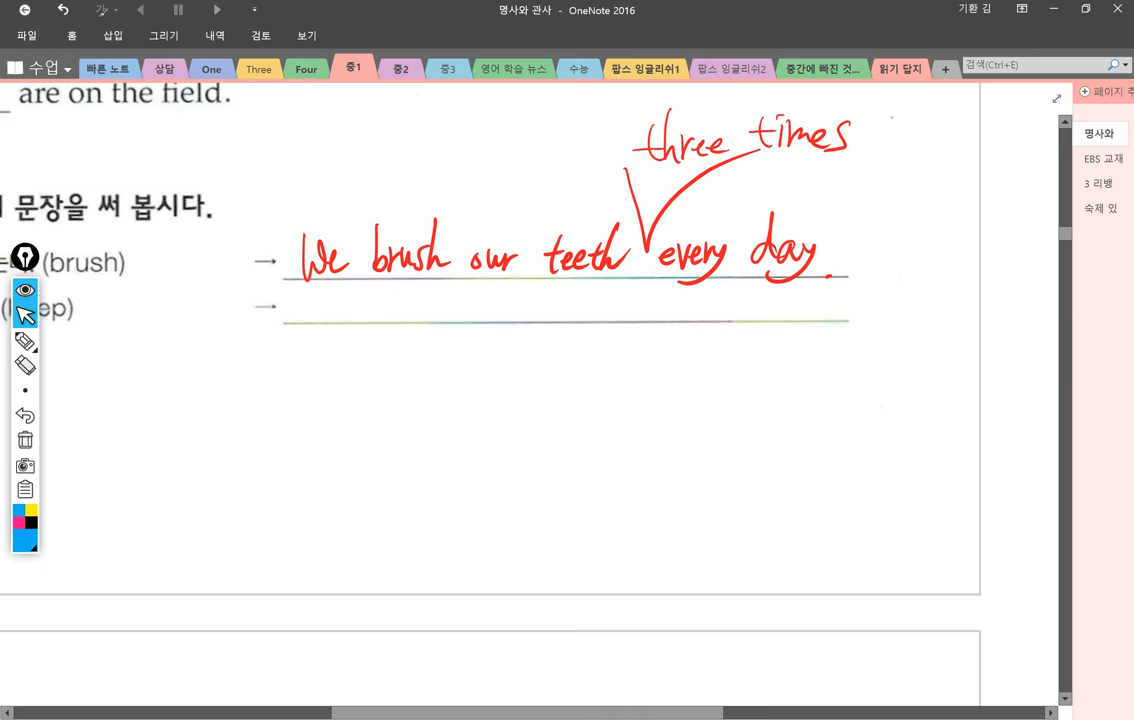 명사와 관사 - OneNote 2016
기환 김
파일 홈 삽입 그리기 내역 검토 보기
수업 빠른 노트 상담 One Three Four 중1 중2 중3 영어 학습 뉴스 수능 팝스 잉글리쉬1 팝스 잉글리쉬2 중간에 빠진 것... 읽기 답지 + 검색(Ctrl+E)
are on the field.
페이지 추
명사와
EBS 교재
3 리뱅
숙제 있
three times
문장을 써 봅시다.
(brush) → We brush our teeth every day.
ep) →